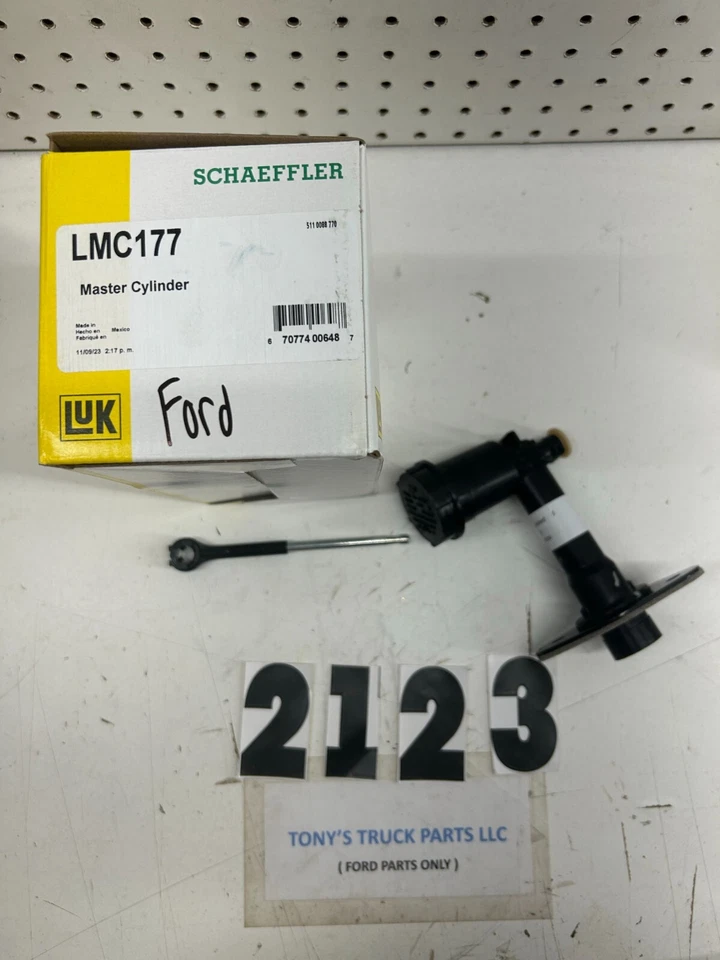 SCHAEFFLER
511 0088 770
LMC177
Master Cylinder
Made in
Hecho en Mexico
Fabriqué en
11/09/23 2:17 p. m.
6 70774 00648 7
LUK
Ford
2123
TONY'S TRUCK PARTS LLC
( FORD PARTS ONLY )